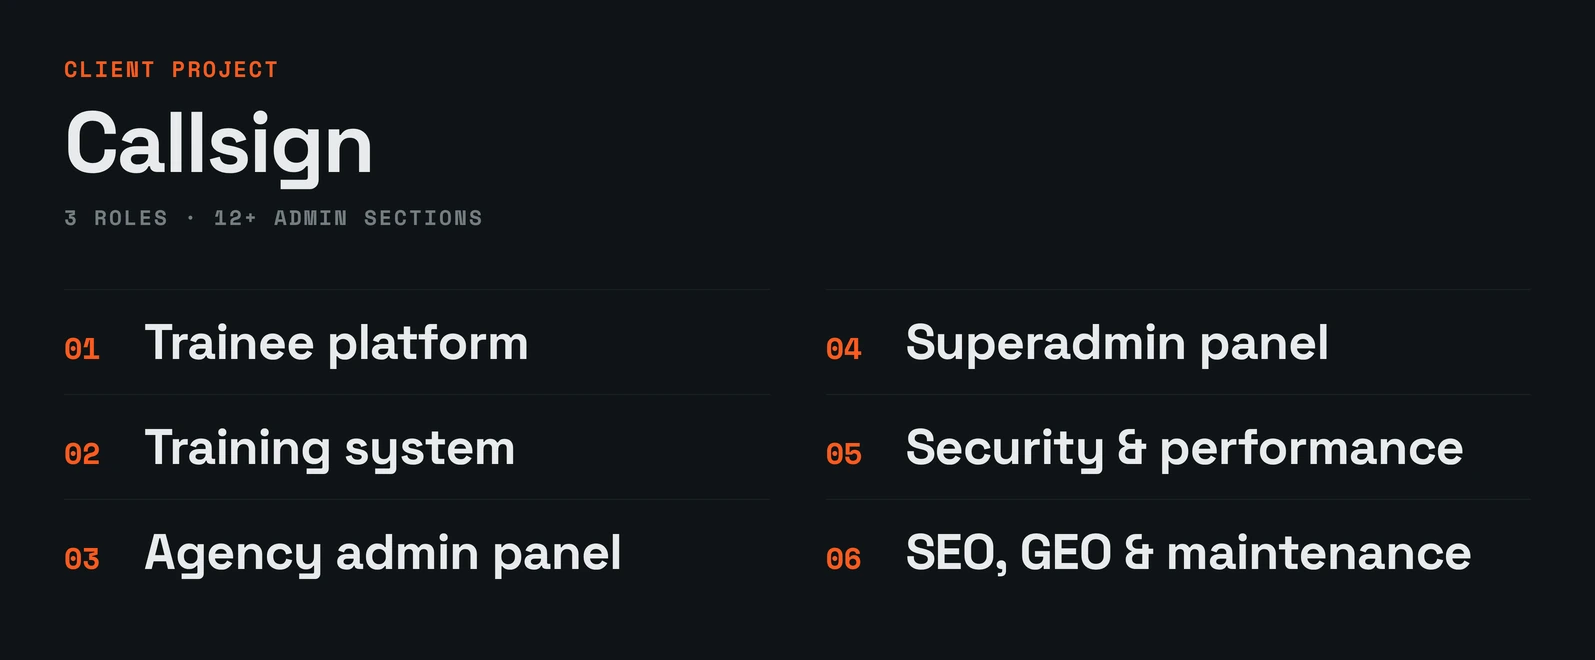 CLIENT PROJECT
Callsign
3 ROLES · 12+ ADMIN SECTIONS
01 Trainee platform
02 Training system
03 Agency admin panel
04 Superadmin panel
05 Security & performance
06 SEO, GEO & maintenance